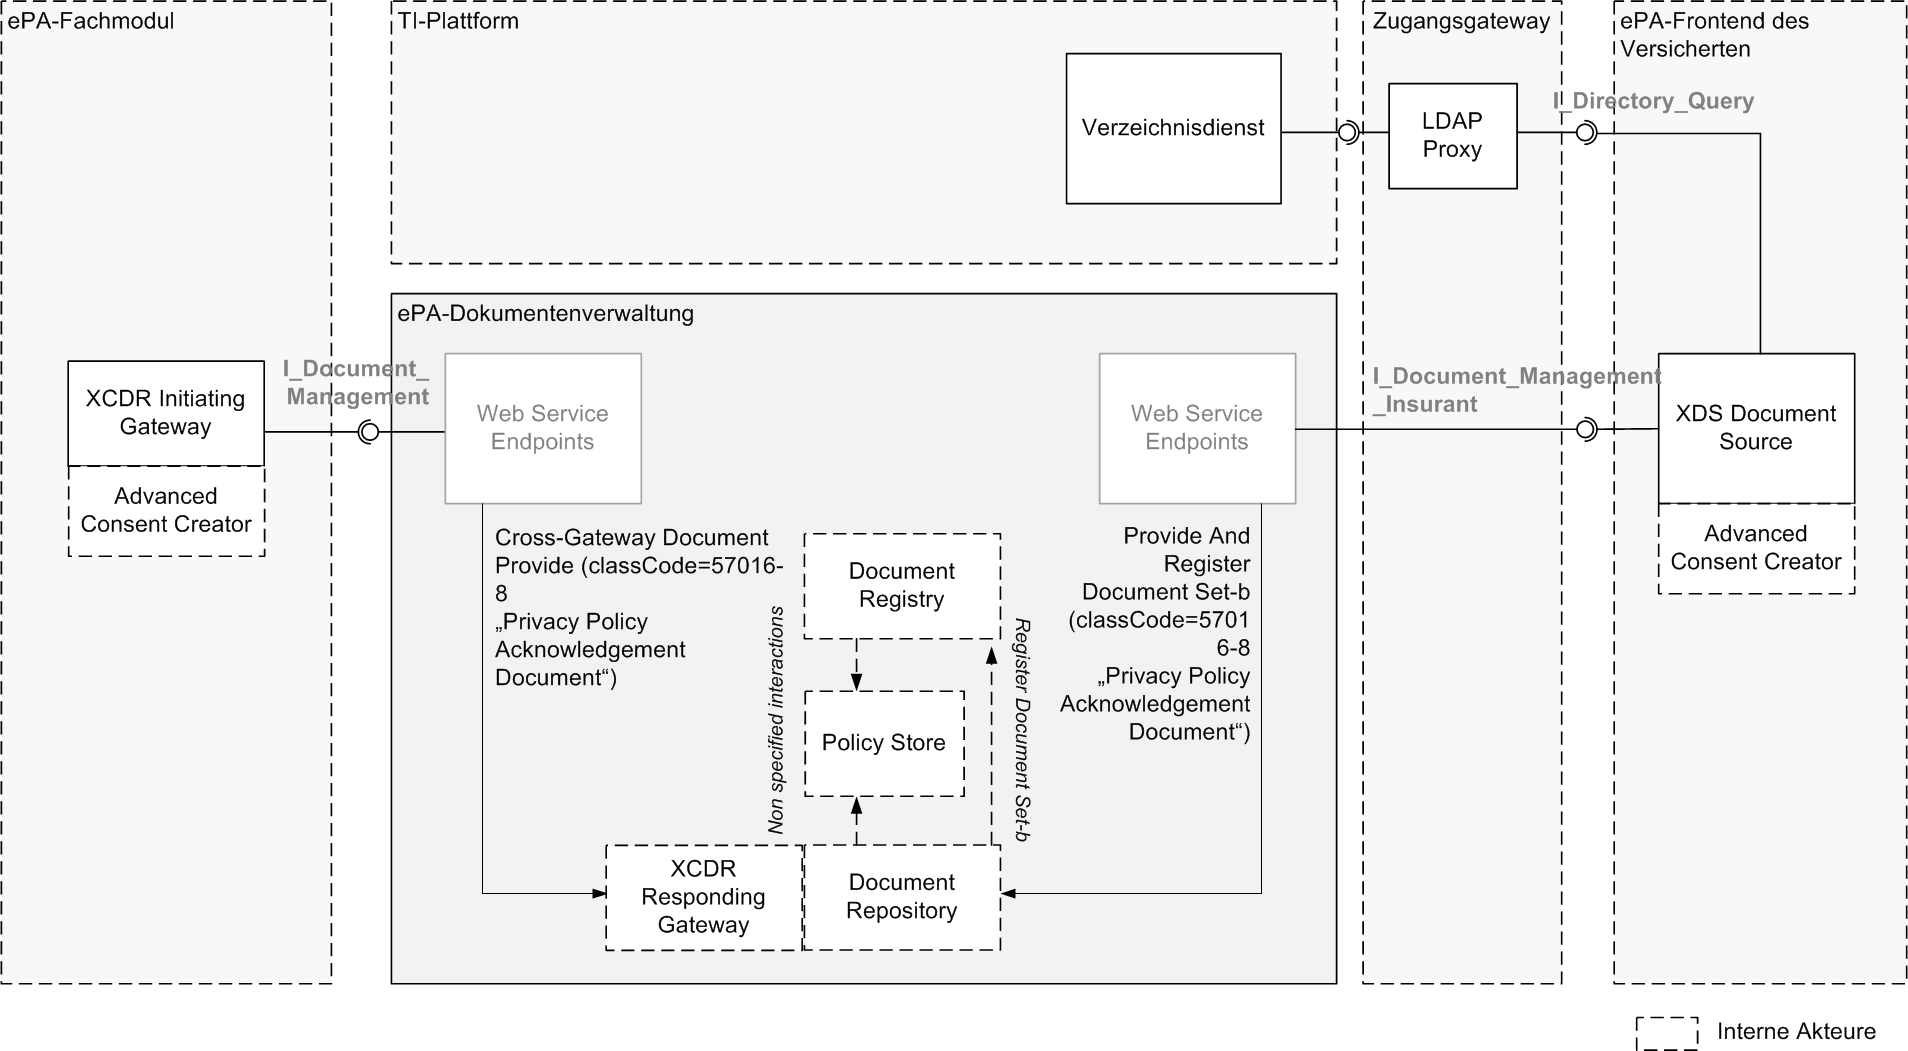 ePA-Fachmodul
TI-Plattform
Zugangsgateway
ePA-Frontend des
Versicherten
Verzeichnisdienst
LDAP
Proxy
I_Directory_Query
ePA-Dokumentenverwaltung
XCDR Initiating
Gateway
Advanced
Consent Creator
I_Document_
Management
Web Service
Endpoints
Web Service
Endpoints
I_Document_Management
_Insurant
XDS Document
Source
Advanced
Consent Creator
Cross-Gateway Document
Provide (classCode=57016-
8
„Privacy Policy
Acknowledgement
Document“)
Non specified interactions
Document
Registry
Policy Store
Register Document Set-b
Provide And
Register
Document Set-b
(classCode=5701
6-8
„Privacy Policy
Acknowledgement
Document“)
XCDR
Responding
Gateway
Document
Repository
Interne Akteure